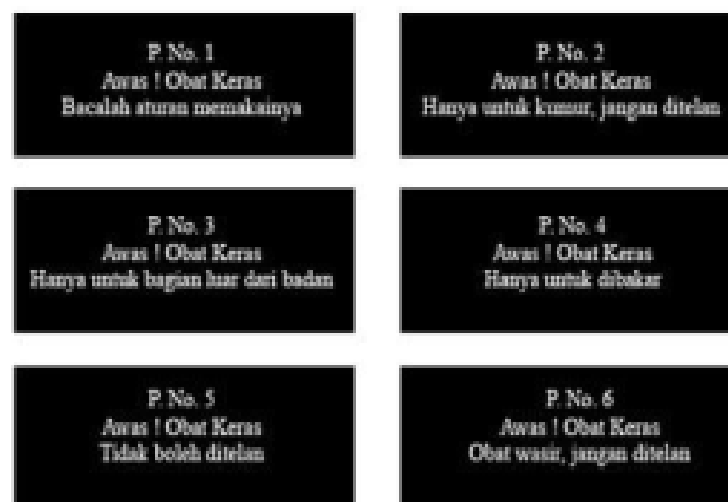 P. No. 1
Awas ! Obat Keras
Bacalah aturan memakainya
P. No. 2
Awas ! Obat Keras
Hanya untuk kumur, jangan ditelan
P. No. 3
Awas ! Obat Keras
Hanya untuk bagian luar dari badan
P. No. 4
Awas ! Obat Keras
Hanya untuk dibakar
P. No. 5
Awas ! Obat Keras
Tidak boleh ditelan
P. No. 6
Awas ! Obat Keras
Obat wasir, jangan ditelan